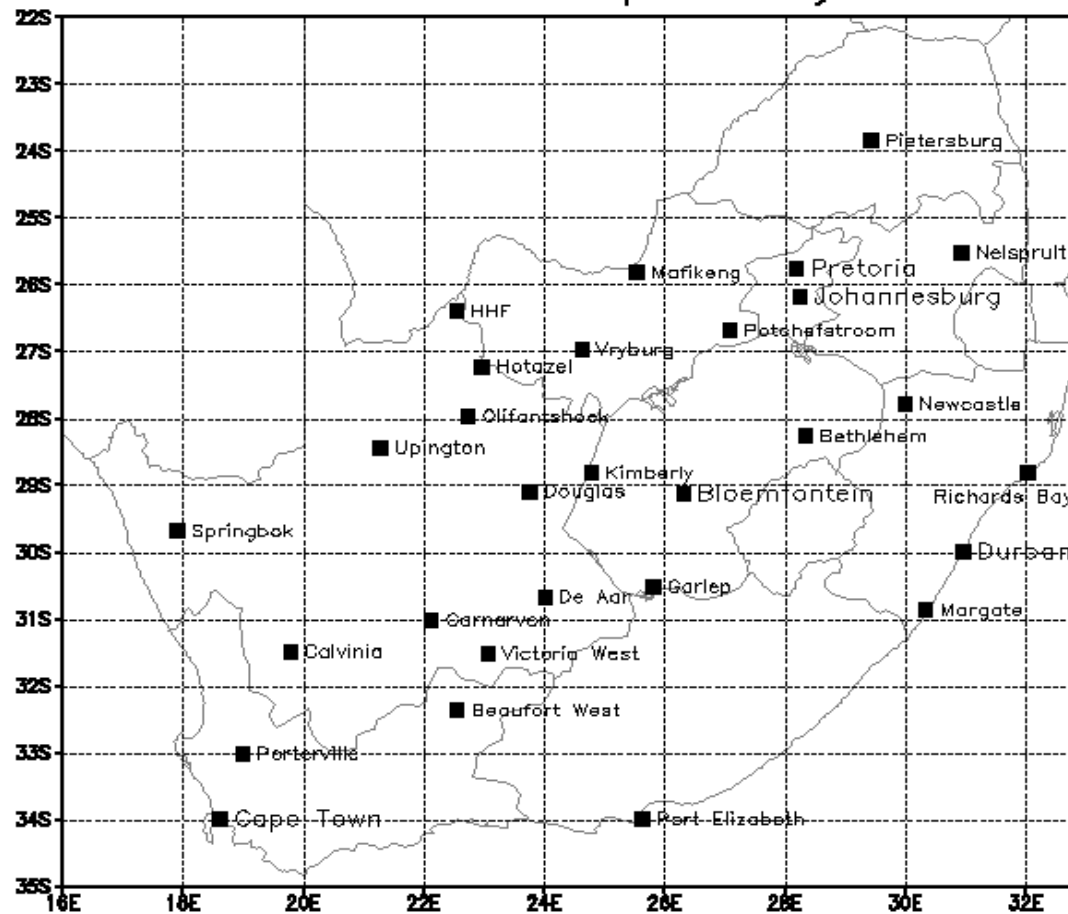 22S
23S
24S
Pietersburg
25S
Nelspruit
Mafikeng
Pretoria
26S
Johannesburg
HHF
Potchefstroom
27S
Vryburg
Hotazel
28S
Olifantshoek
Newcastle
Upington
Bethlehem
29S
Kimberly
Douglas
Bloemfontein
Richards Bay
Springbok
30S
Durban
De Aar
Gariep
31S
Carnarvon
Margate
Calvinia
Victoria West
32S
Beaufort West
33S
Porterville
34S
Cape Town
Port Elizabeth
35S
16E 18E 20E 22E 24E 26E 28E 30E 32E